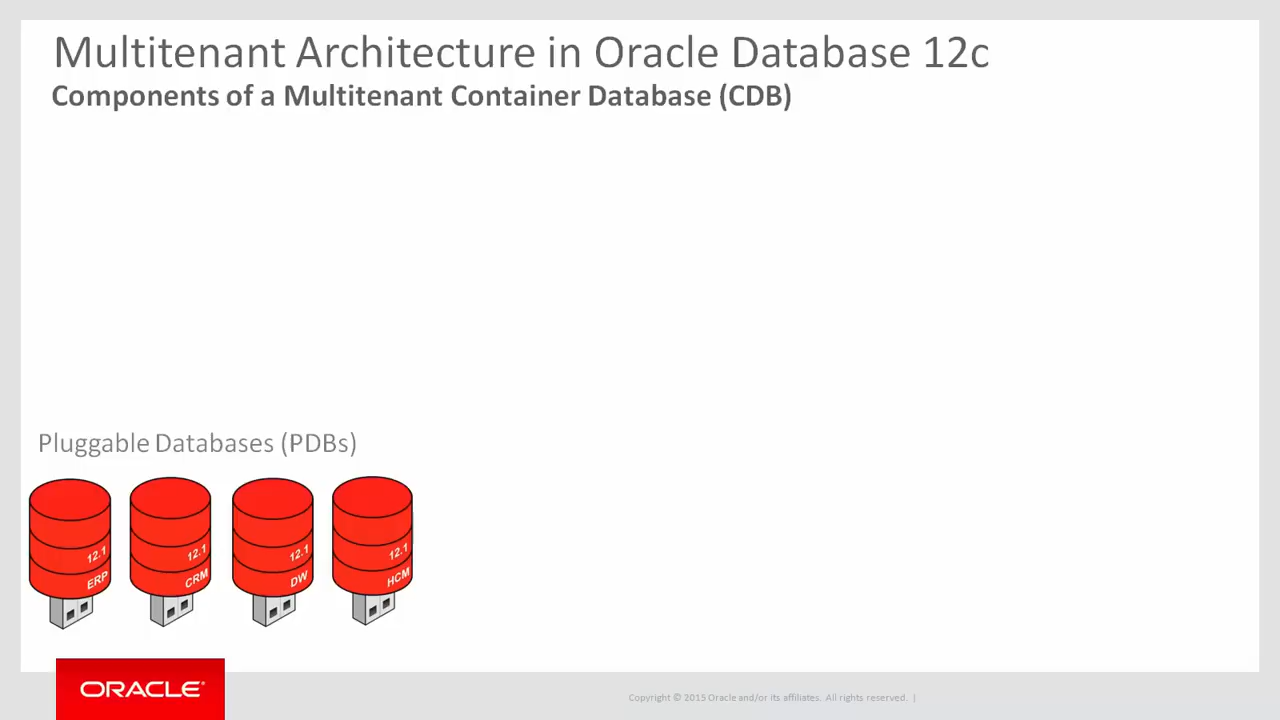 Multitenant Architecture in Oracle Database 12c
Components of a Multitenant Container Database (CDB)
Pluggable Databases (PDBs)
12.1
ERP
12.1
CRM
12.1
DW
12.1
HCM
ORACLE®
Copyright © 2015 Oracle and/or its affiliates. All rights reserved. |